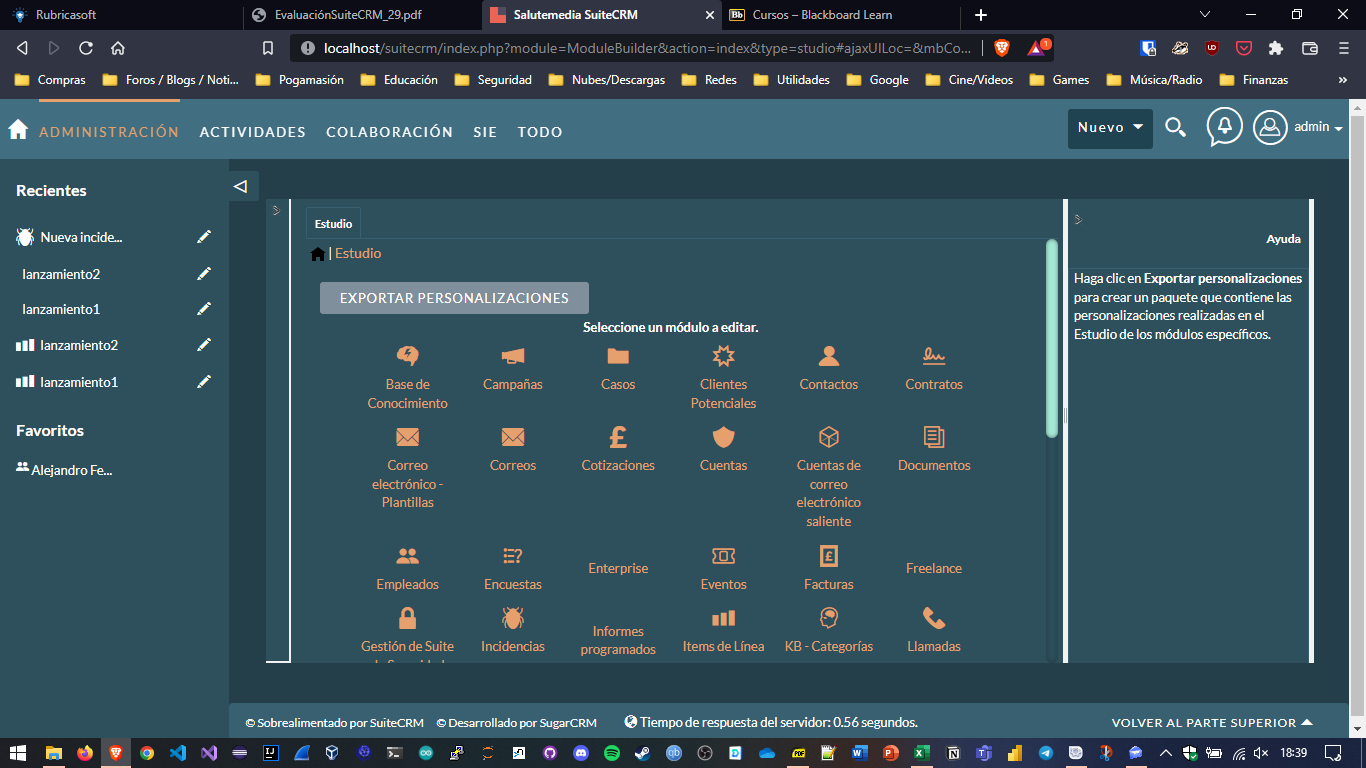 Rubricasoft
EvaluaciónSuiteCRM_29.pdf
Salutemedia SuiteCRM
Bb
Cursos – Blackboard Learn
localhost/suitecrm/index.php?module=ModuleBuilder&action=index&type=studio#ajaxUILoc=&mbCo...
1
Compras
Foros / Blogs / Noti...
Pogamasión
Educación
Seguridad
Nubes/Descargas
Redes
Utilidades
Google
Cine/Videos
Games
Música/Radio
Finanzas
»
ADMINISTRACIÓN
ACTIVIDADES
COLABORACIÓN
SIE
TODO
Nuevo
admin
Recientes
Nueva incide...
lanzamiento2
lanzamiento1
lanzamiento2
lanzamiento1
Favoritos
Alejandro Fe...
Estudio
| Estudio
EXPORTAR PERSONALIZACIONES
Seleccione un módulo a editar.
Base de
Conocimiento
Campañas
Casos
Clientes
Potenciales
Contactos
Contratos
Correo
electrónico -
Plantillas
Correos
Cotizaciones
Cuentas
Cuentas de
correo
electrónico
saliente
Documentos
Empleados
Encuestas
Enterprise
Eventos
Facturas
Freelance
Gestión de Suite
Incidencias
Informes
programados
Items de Línea
KB - Categorías
Llamadas
Ayuda
Haga clic en Exportar personalizaciones
para crear un paquete que contiene las
personalizaciones realizadas en el
Estudio de los módulos específicos.
© Sobrealimentado por SuiteCRM
© Desarrollado por SugarCRM
Tiempo de respuesta del servidor: 0.56 segundos.
VOLVER AL PARTE SUPERIOR
18:39